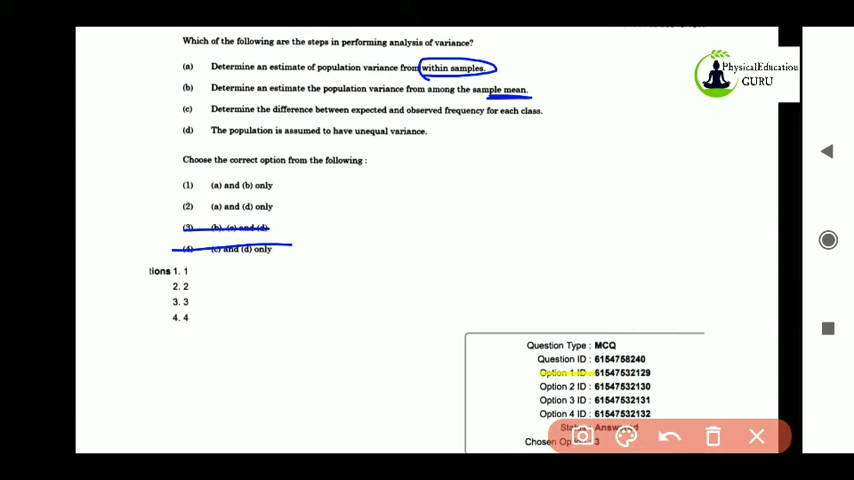 Which of the following are the steps in performing analysis of variance?
(a) Determine an estimate of population variance from within samples.
(b) Determine an estimate the population variance from among the sample mean.
(c) Determine the difference between expected and observed frequency for each class.
(d) The population is assumed to have unequal variance.
Choose the correct option from the following :
(1) (a) and (b) only
(2) (a) and (d) only
(3) (b), (c) and (d)
(4) (c) and (d) only
tions 1. 1
2. 2
3. 3
4. 4
PhysicalEducation
GURU
Question Type : MCQ
Question ID : 6154758240
Option 1 ID : 61547532129
Option 2 ID : 61547532130
Option 3 ID : 61547532131
Option 4 ID : 61547532132
Status : Answered
Chosen Option : 3